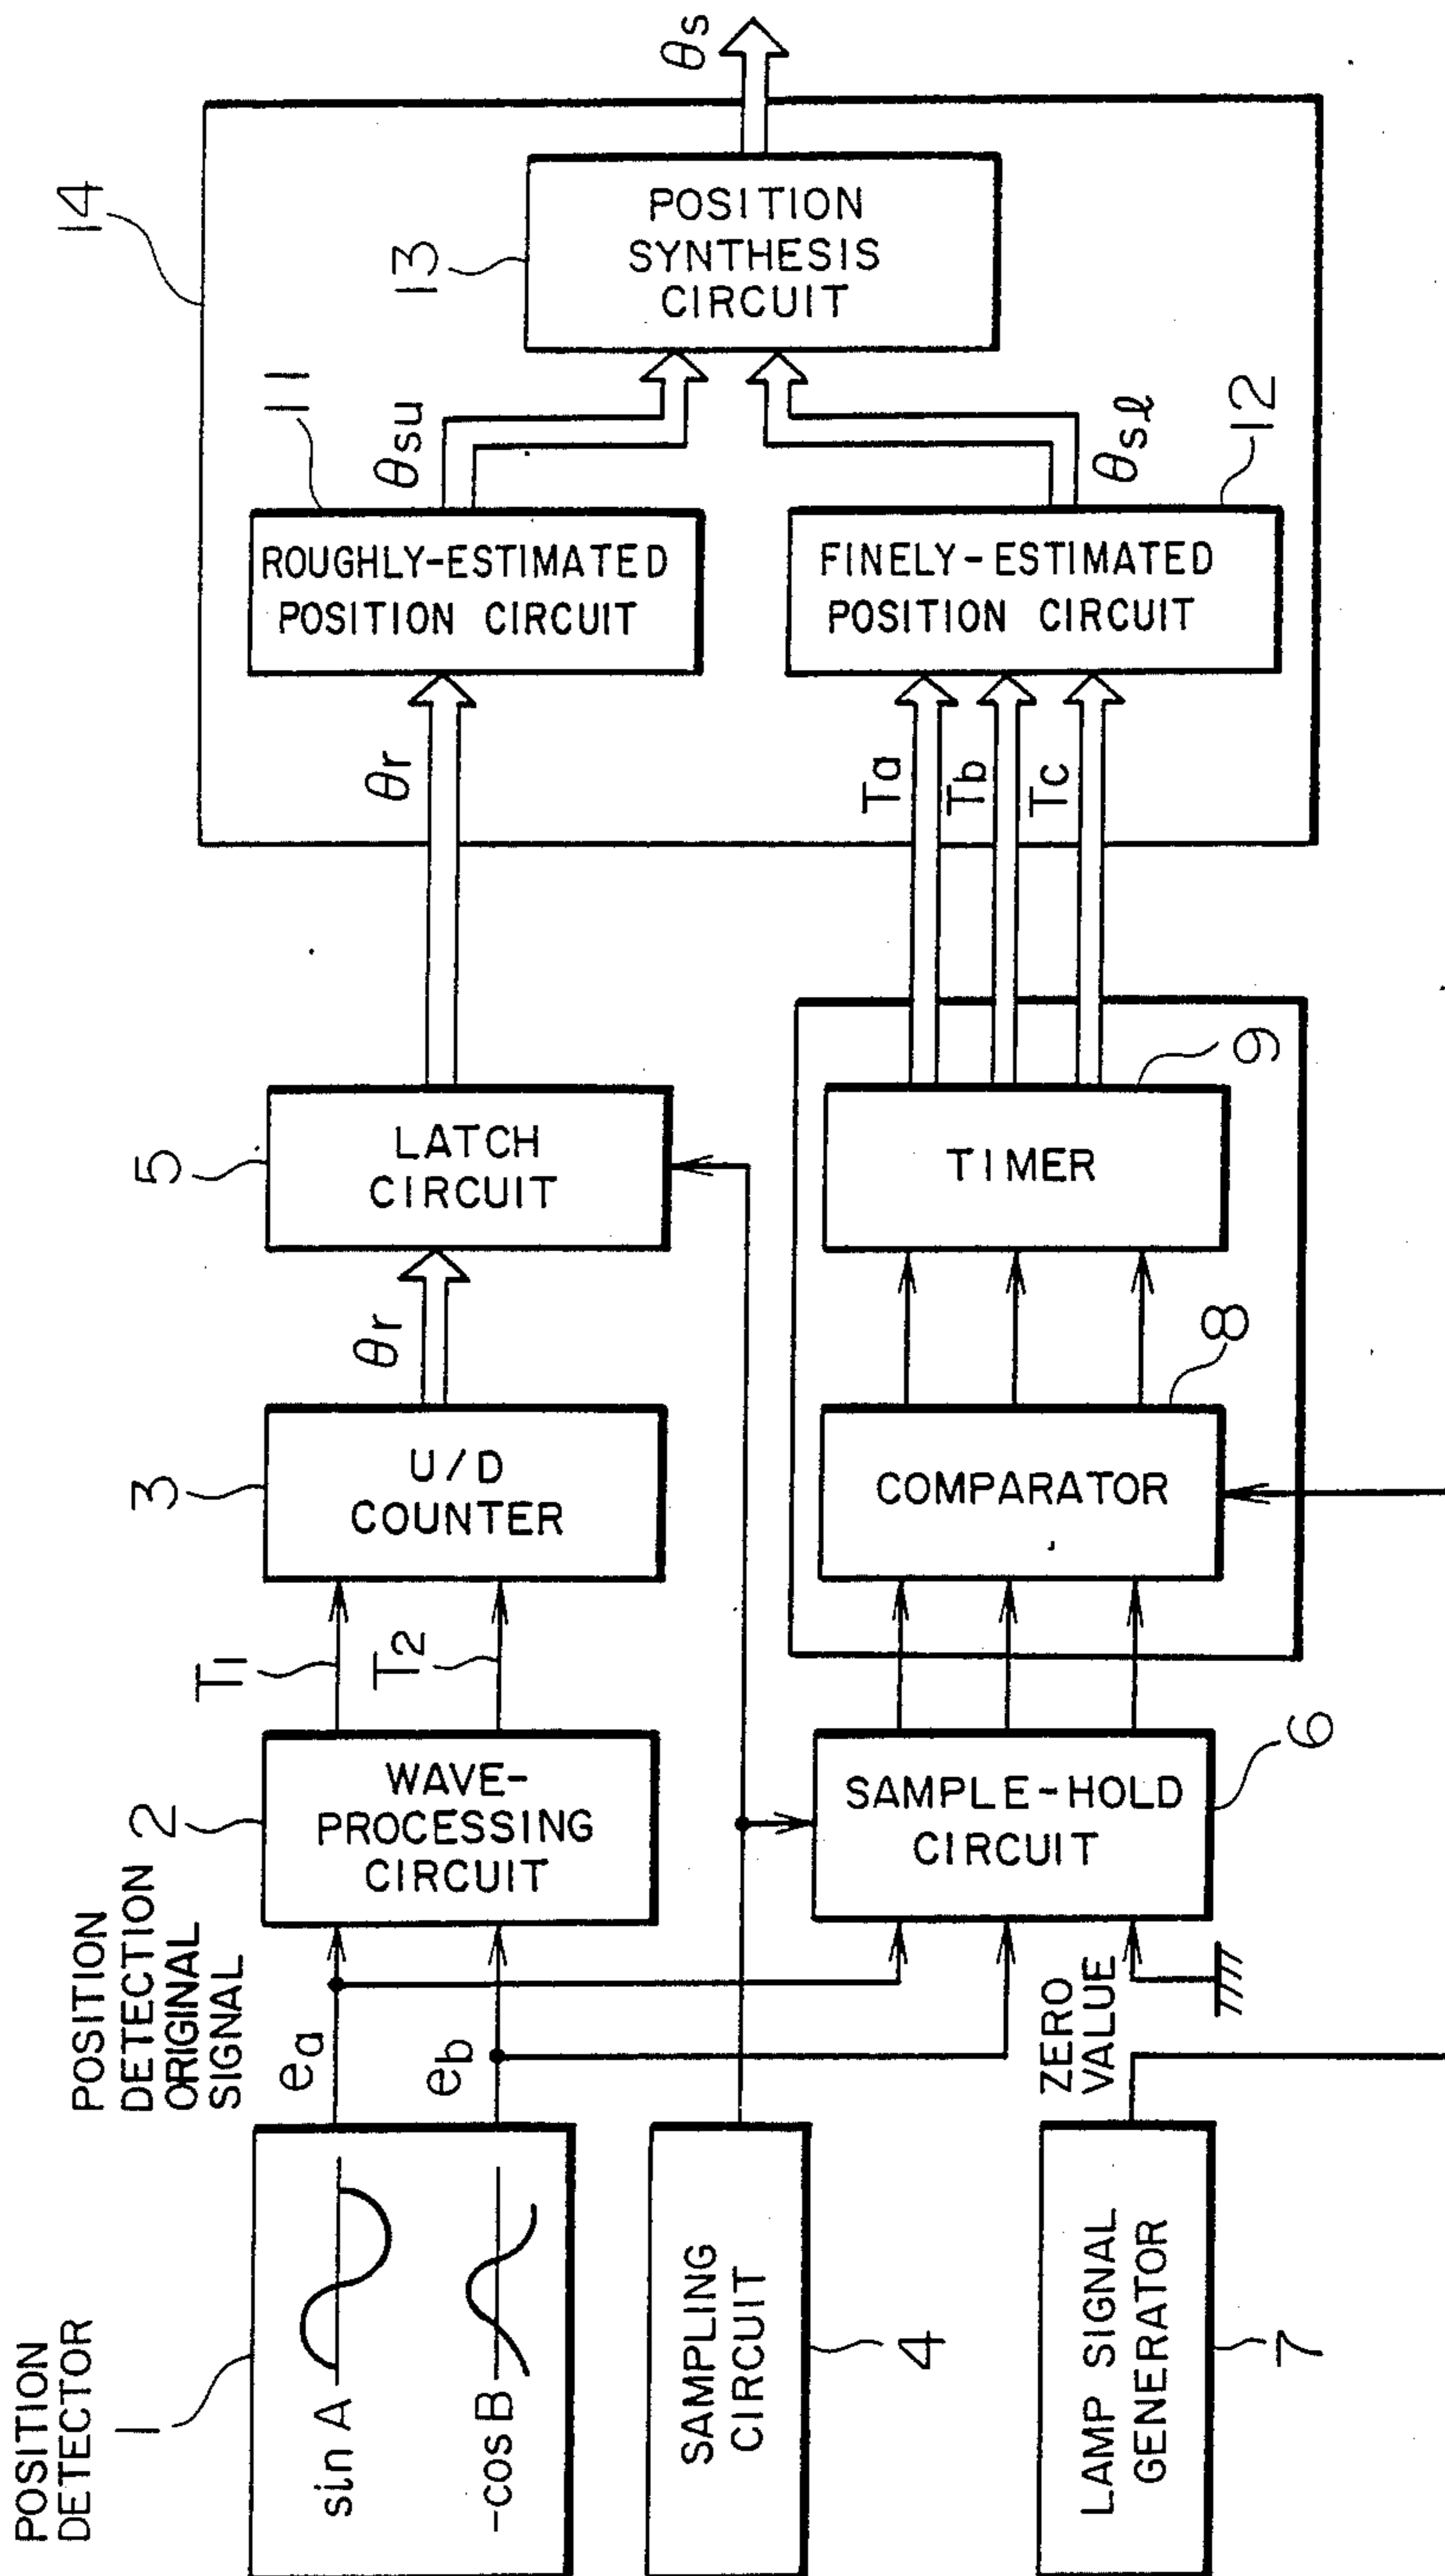 POSITION
DETECTOR
1
sin A
-cos B
POSITION
DETECTION
ORIGINAL
SIGNAL
ea
eb
2
WAVE-
PROCESSING
CIRCUIT
T1
T2
3
U/D
COUNTER
θr
5
LATCH
CIRCUIT
θr
14
11
ROUGHLY-ESTIMATED
POSITION CIRCUIT
θsu
13
POSITION
SYNTHESIS
CIRCUIT
θs
SAMPLING
CIRCUIT
4
LAMP SIGNAL
GENERATOR
7
ZERO
VALUE
SAMPLE-HOLD
CIRCUIT
6
COMPARATOR
8
TIMER
9
Ta
Tb
Tc
FINELY-ESTIMATED
POSITION CIRCUIT
12
θsℓ